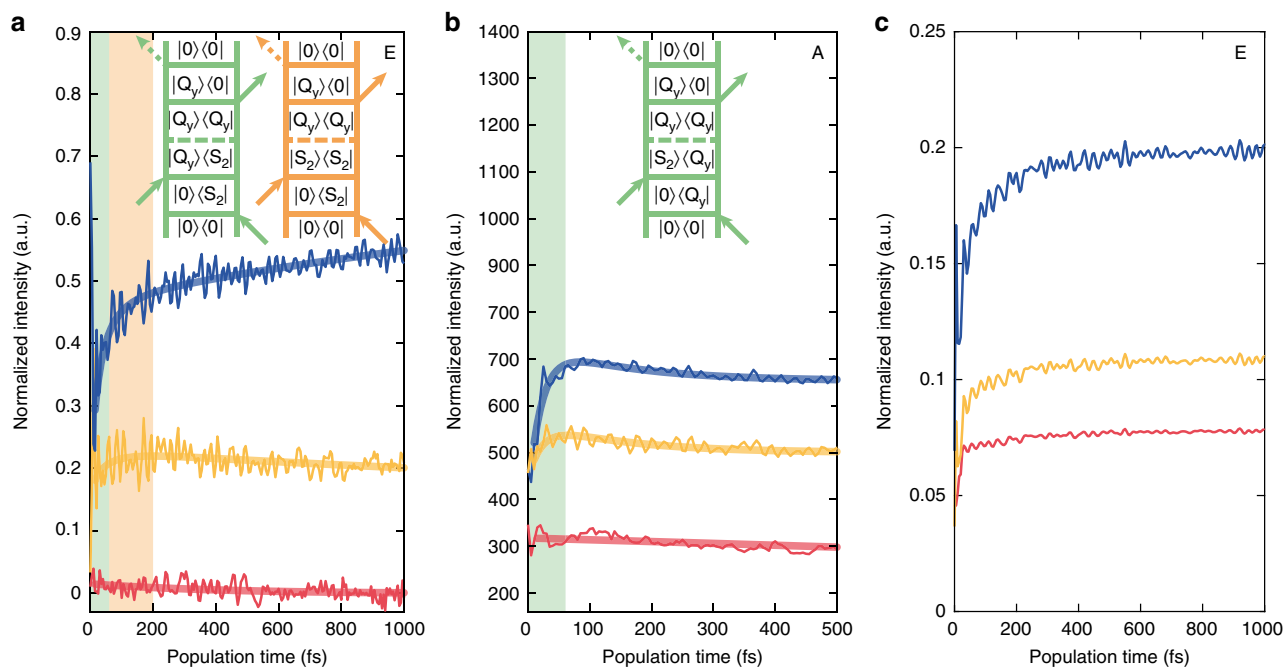 a
Normalized intensity (a.u.)
0.9
0.8
0.7
0.6
0.5
0.4
0.3
0.2
0.1
0
|0⟩⟨0|
|Q_y⟩⟨0|
|Q_y⟩⟨Q_y|
|Q_y⟩⟨S_2|
|0⟩⟨S_2|
|0⟩⟨0|
|0⟩⟨0|
|Q_y⟩⟨0|
|Q_y⟩⟨Q_y|
|S_2⟩⟨S_2|
|0⟩⟨S_2|
|0⟩⟨0|
E
0 200 400 600 800 1000
Population time (fs)
b
Normalized intensity (a.u.)
1400
1300
1200
1100
1000
900
800
700
600
500
400
300
200
|0⟩⟨0|
|Q_y⟩⟨0|
|Q_y⟩⟨Q_y|
|S_2⟩⟨Q_y|
|0⟩⟨Q_y|
|0⟩⟨0|
A
0 100 200 300 400 500
Population time (fs)
c
Normalized intensity (a.u.)
0.25
0.2
0.15
0.1
0.05
0
E
0 200 400 600 800 1000
Population time (fs)